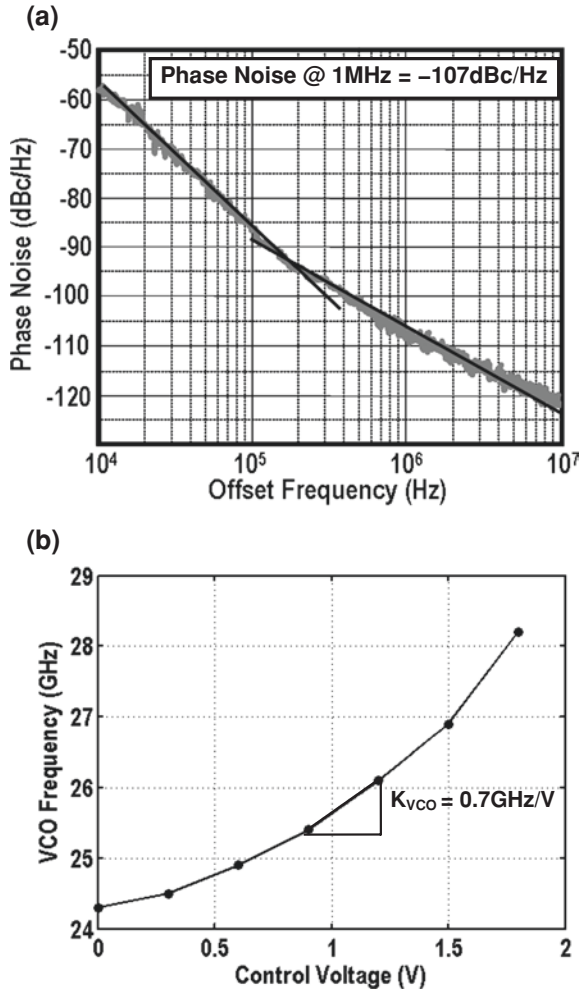 (a)
Phase Noise @ 1MHz = −107dBc/Hz
Phase Noise (dBc/Hz)
-50
-60
-70
-80
-90
-100
-110
-120
10⁴
10⁵
10⁶
10⁷
Offset Frequency (Hz)
(b)
VCO Frequency (GHz)
29
28
27
26
25
24
K_VCO = 0.7GHz/V
0
0.5
1
1.5
2
Control Voltage (V)